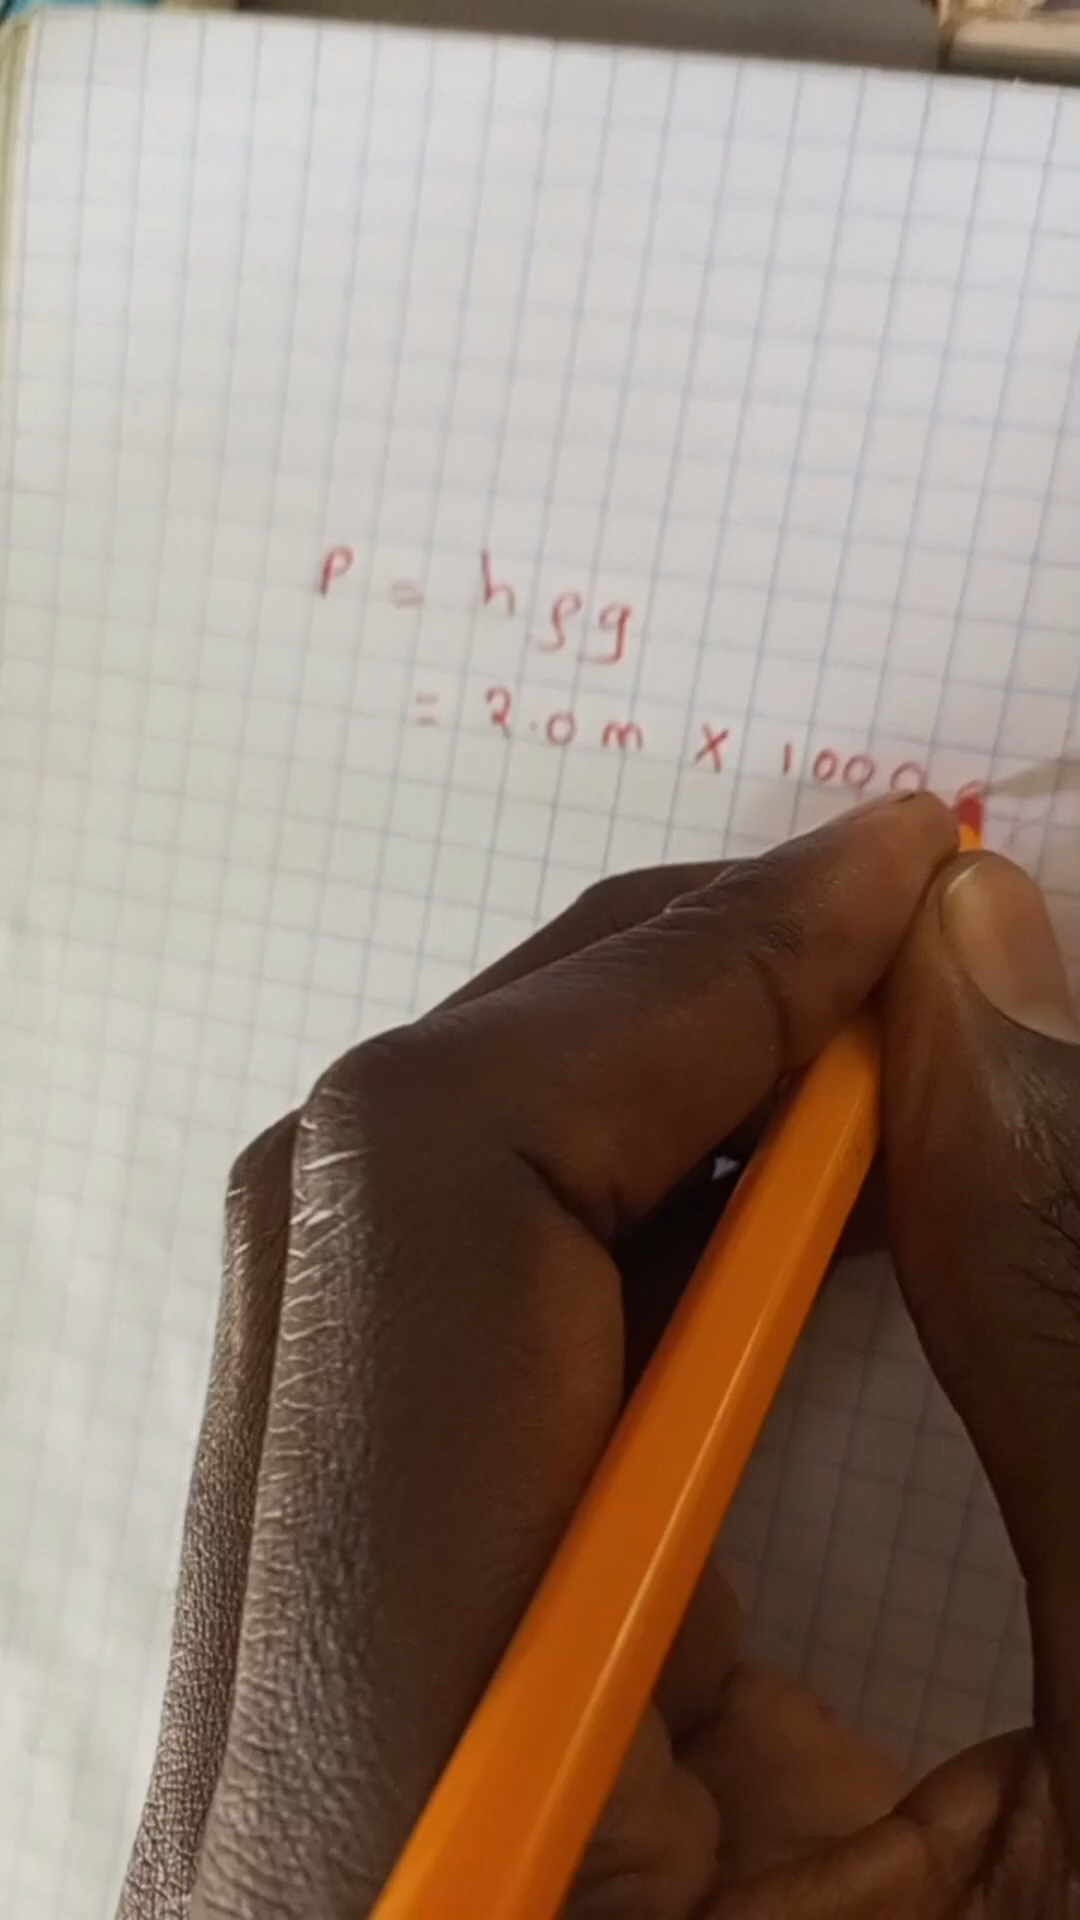 P = hρg
= 2.0 m × 1000